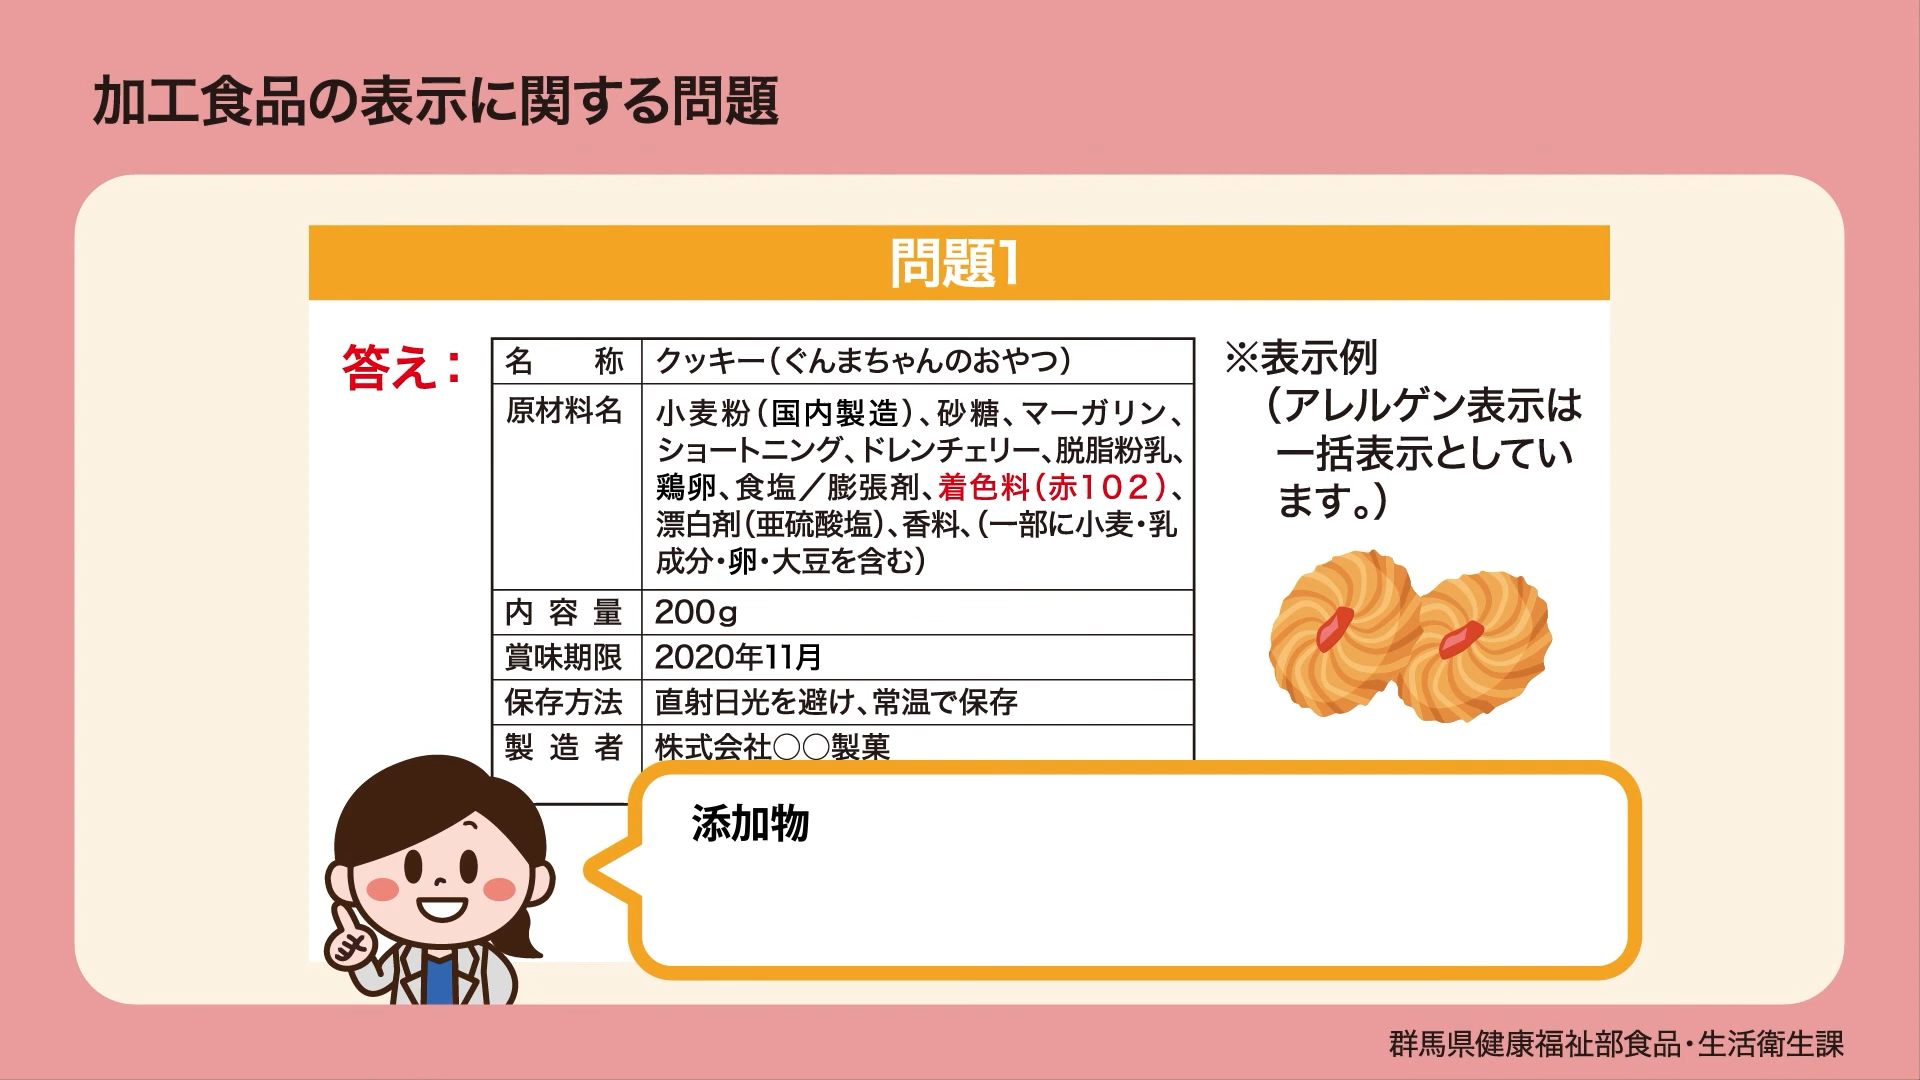 加工食品の表示に関する問題
問題1
答え：
名称 クッキー（ぐんまちゃんのおやつ）
原材料名 小麦粉（国内製造）、砂糖、マーガリン、
ショートニング、ドレンチェリー、脱脂粉乳、
鶏卵、食塩／膨張剤、着色料（赤１０２）、
漂白剤（亜硫酸塩）、香料、（一部に小麦・乳
成分・卵・大豆を含む）
内容量 200g
賞味期限 2020年11月
保存方法 直射日光を避け、常温で保存
製造者 株式会社○○製菓
※表示例
（アレルゲン表示は
一括表示としてい
ます。）
添加物
群馬県健康福祉部食品・生活衛生課